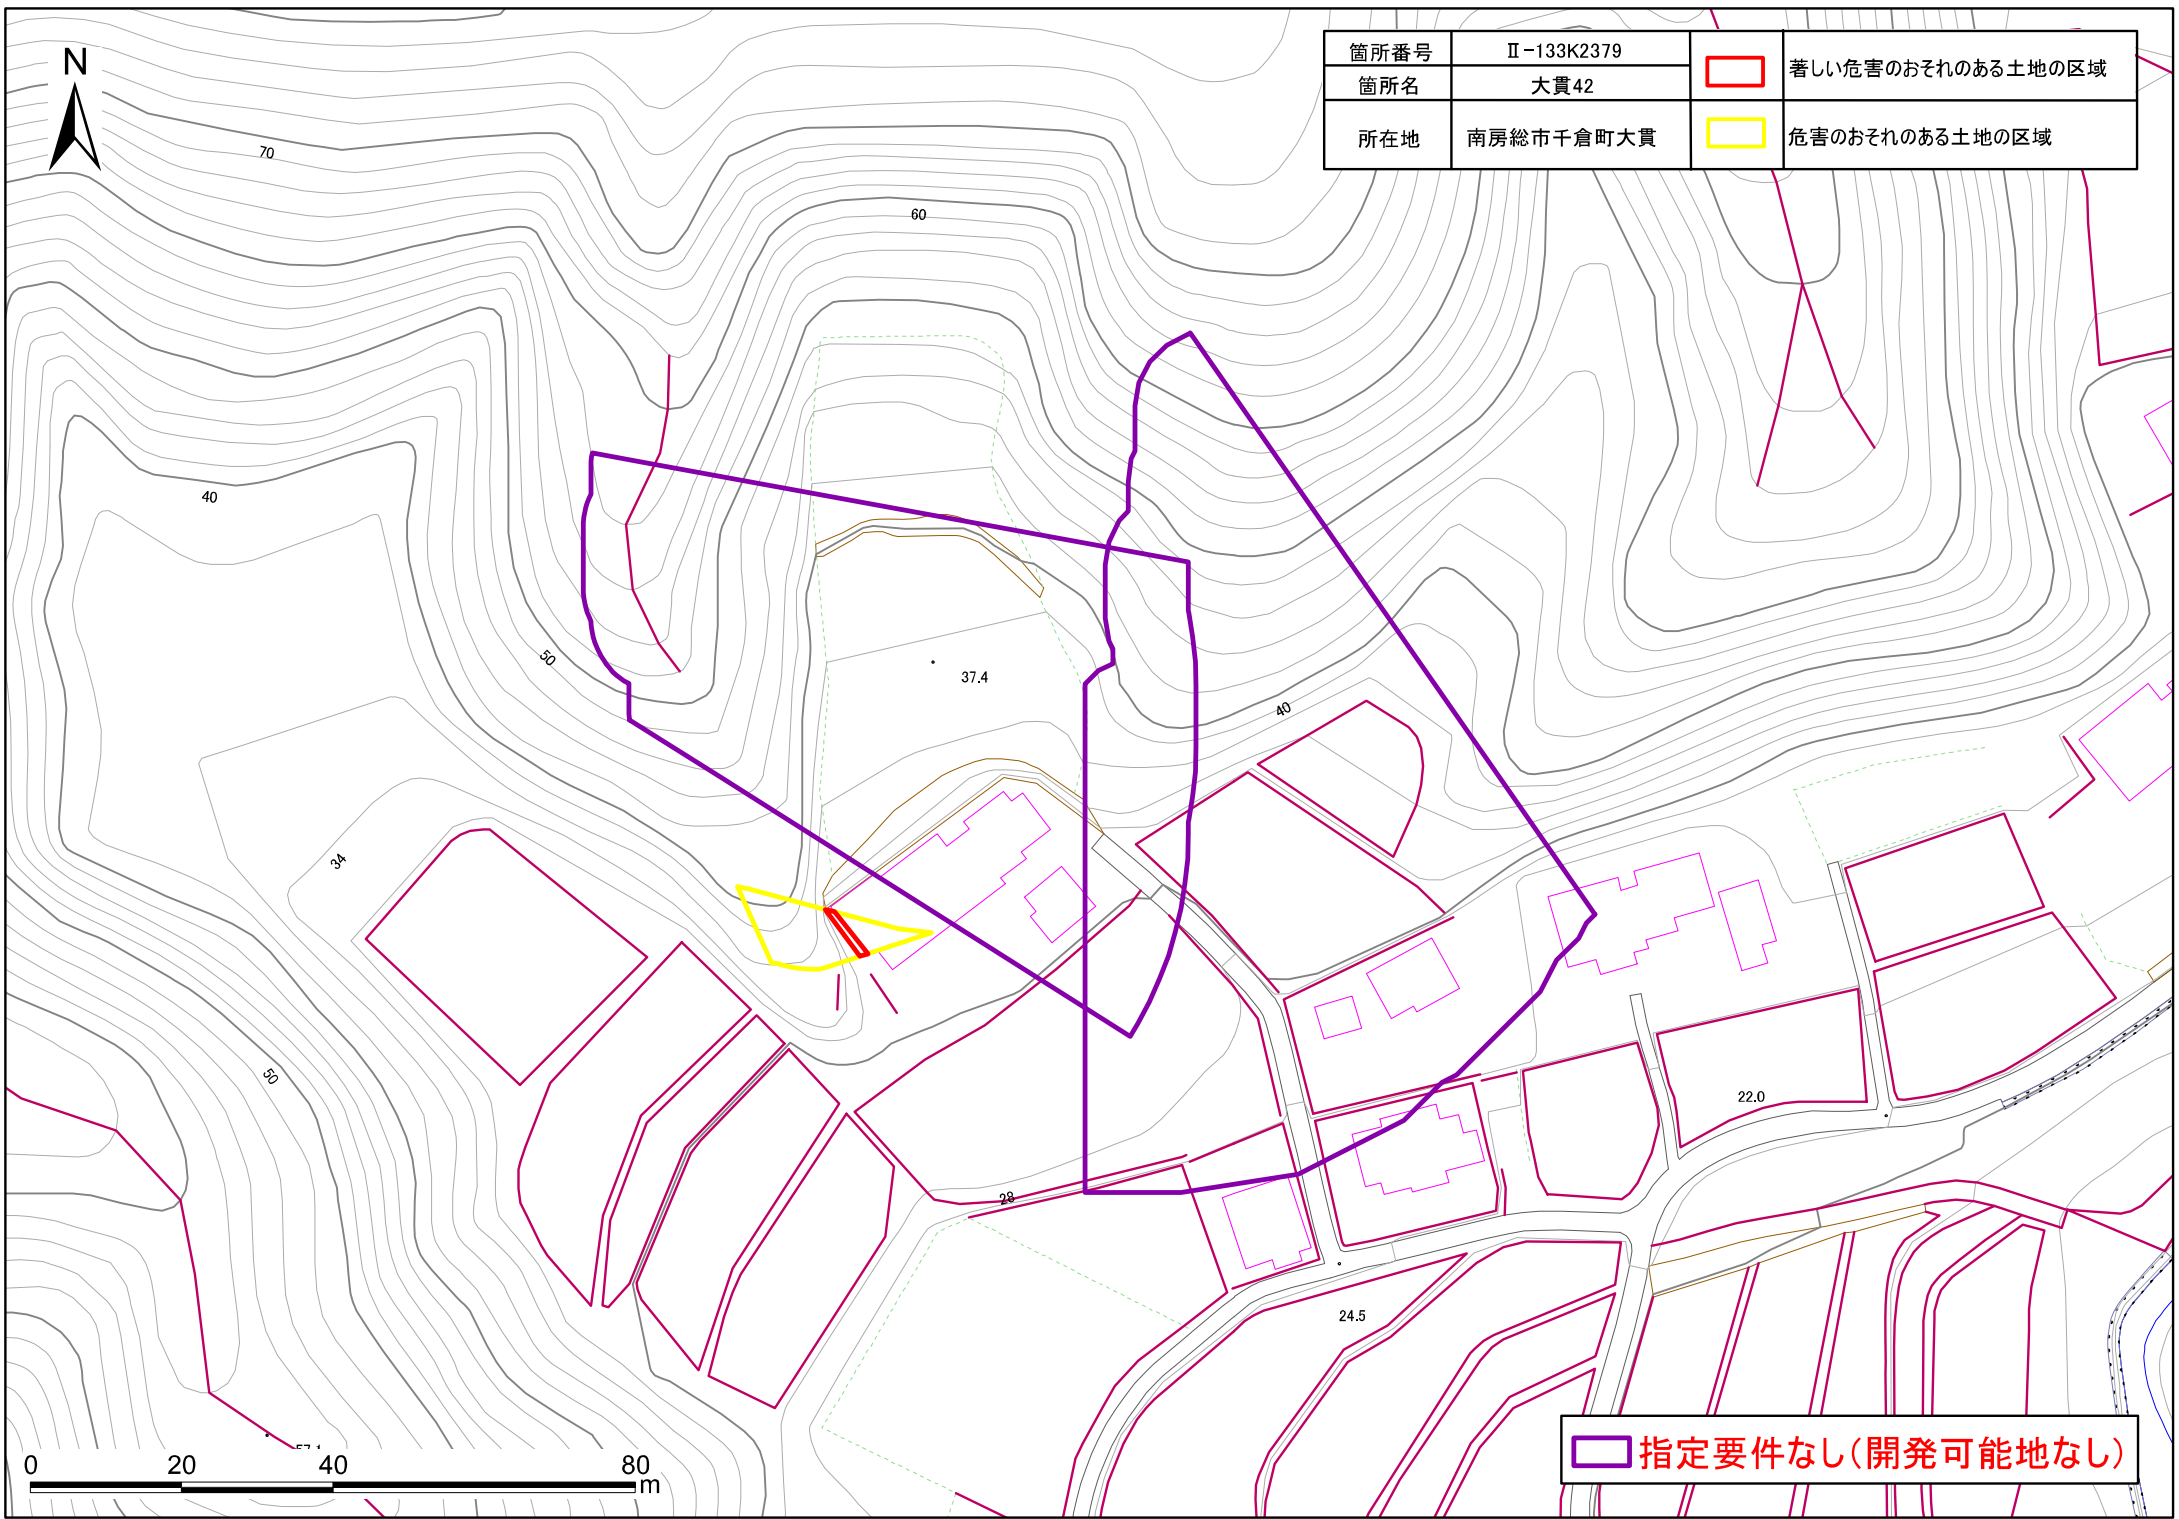 N
箇所番号 Ⅱ-133K2379 著しい危害のおそれのある土地の区域
箇所名 大貫42
所在地 南房総市千倉町大貫 危害のおそれのある土地の区域
70
60
40
50
37.4
40
34
50
22.0
28
24.5
57.1
0 20 40 80
m
指定要件なし(開発可能地なし)